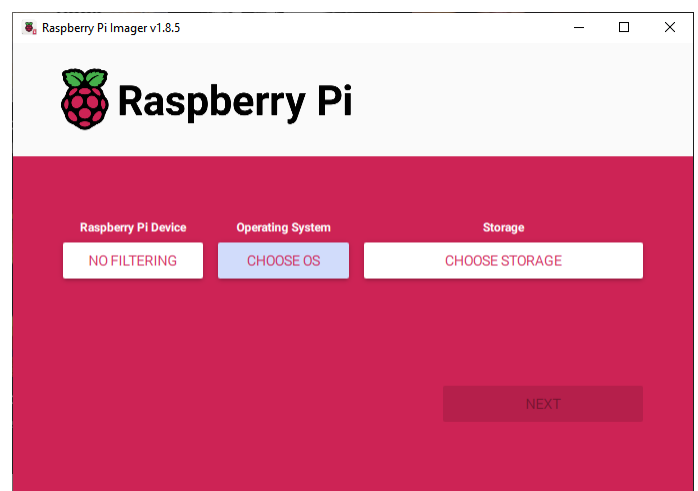 Raspberry Pi Imager v1.8.5
Raspberry Pi
Raspberry Pi Device
Operating System
Storage
NO FILTERING
CHOOSE OS
CHOOSE STORAGE
NEXT